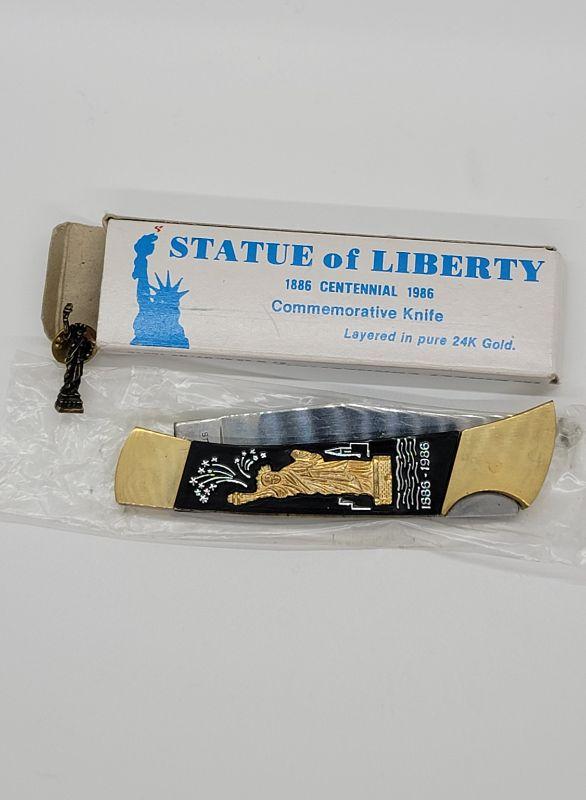 STATUE of LIBERTY
1886 CENTENNIAL 1986
Commemorative Knife
Layered in pure 24K Gold.
1886-1986